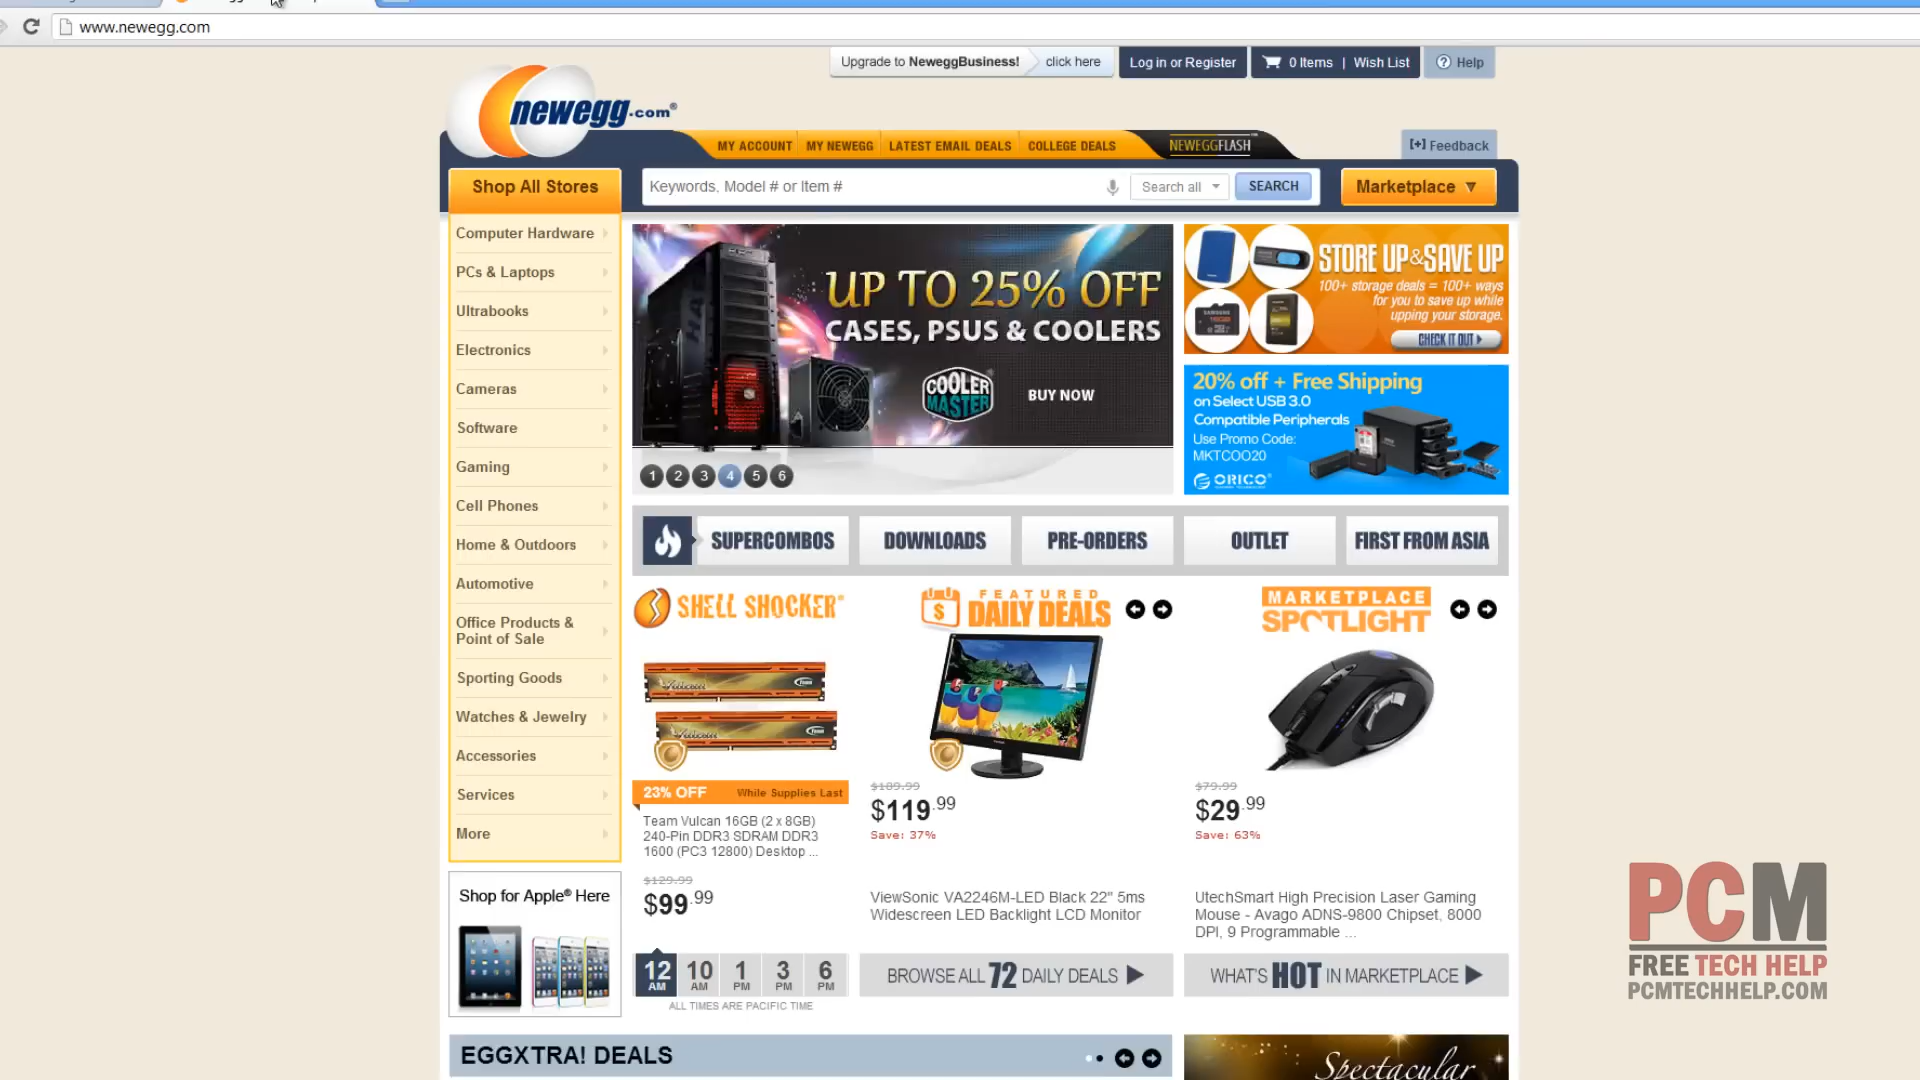 www.newegg.com
Upgrade to NeweggBusiness! click here
Log in or Register
0 Items | Wish List
Help
newegg.com®
MY ACCOUNT
MY NEWEGG
LATEST EMAIL DEALS
COLLEGE DEALS
NEWEGGFLASH
[+] Feedback
Shop All Stores
Keywords, Model # or Item #
Search all
SEARCH
Marketplace ▼
Computer Hardware
PCs & Laptops
Ultrabooks
Electronics
Cameras
Software
Gaming
Cell Phones
Home & Outdoors
Automotive
Office Products &
Point of Sale
Sporting Goods
Watches & Jewelry
Accessories
Services
More
Shop for Apple® Here
UP TO 25% OFF
CASES, PSUS & COOLERS
COOLER
MASTER
BUY NOW
1 2 3 4 5 6
STORE UP & SAVE UP
100+ storage deals = 100+ ways
for you to save up while
upping your storage.
CHECK IT OUT
SAMSUNG
20% off + Free Shipping
on Select USB 3.0
Compatible Peripherals
Use Promo Code:
MKTCOO20
ORICO
SUPERCOMBOS
DOWNLOADS
PRE-ORDERS
OUTLET
FIRST FROM ASIA
SHELL SHOCKER®
23% OFF While Supplies Last
Team Vulcan 16GB (2 x 8GB)
240-Pin DDR3 SDRAM DDR3
1600 (PC3 12800) Desktop ...
$129.99
$99.99
12 AM
10 AM
1 PM
3 PM
6 PM
ALL TIMES ARE PACIFIC TIME
FEATURED
DAILY DEALS
$189.99
$119.99
Save: 37%
ViewSonic VA2246M-LED Black 22" 5ms
Widescreen LED Backlight LCD Monitor
BROWSE ALL 72 DAILY DEALS
MARKETPLACE
SPOTLIGHT
$79.99
$29.99
Save: 63%
UtechSmart High Precision Laser Gaming
Mouse - Avago ADNS-9800 Chipset, 8000
DPI, 9 Programmable ...
WHAT'S HOT IN MARKETPLACE
EGGXTRA! DEALS
Spectacular
PCM
FREE TECH HELP
PCMTECHHELP.COM